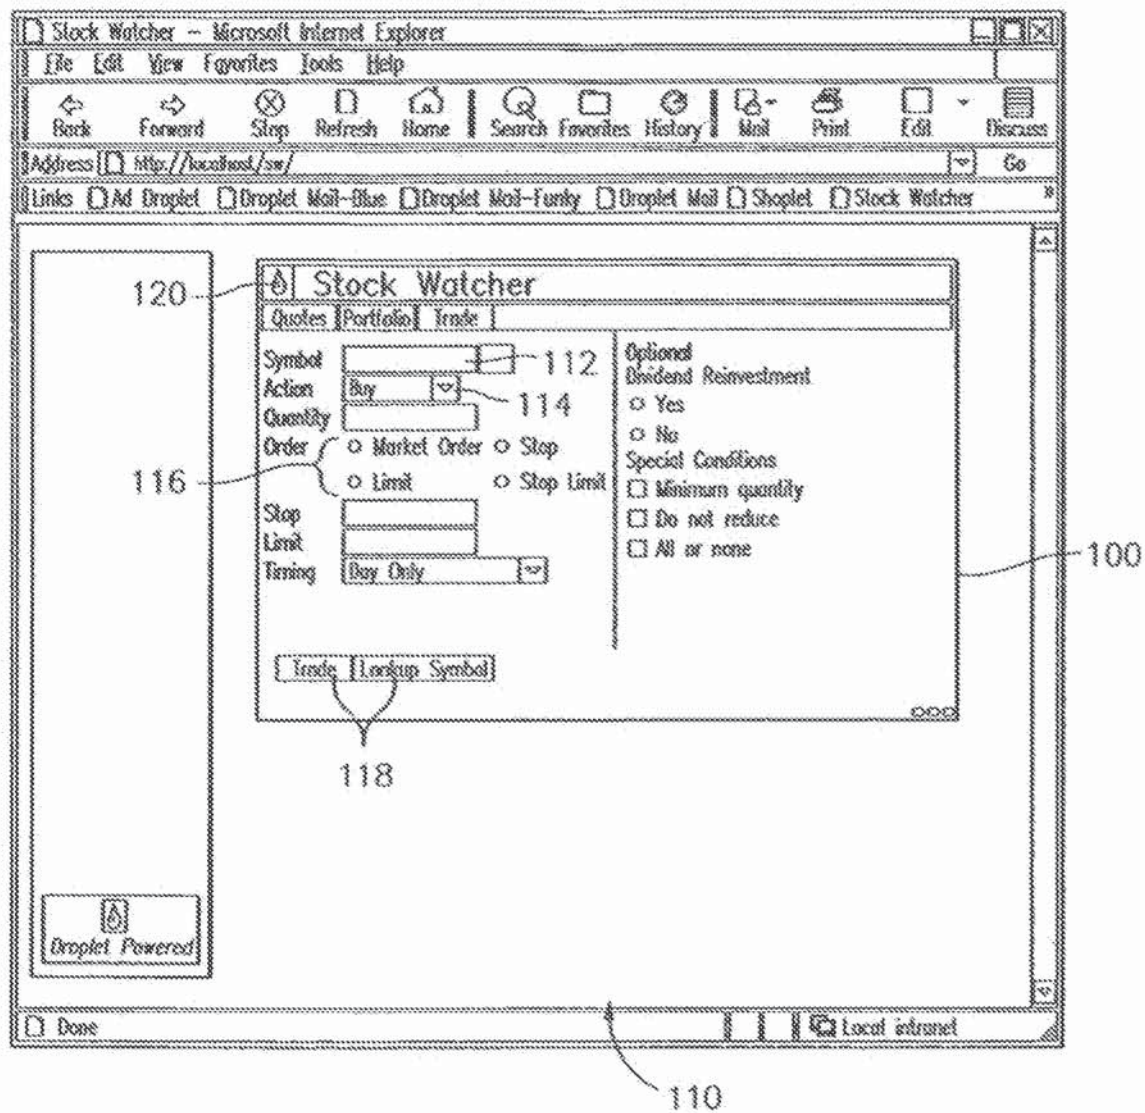 Stock Watcher - Microsoft Internet Explorer
File Edit View Favorites Tools Help
Back Forward Stop Refresh Home Search Favorites History Mail Print Edit Discuss
Address http://localhost/sw/ Go
Links Ad Droplet Droplet Mail-Blue Droplet Mail-Funky Droplet Mail Shoplet Stock Watcher »
120 Stock Watcher
Quotes Portfolio Trade
Symbol 112
Action Buy 114
Quantity
Order Market Order Stop
116 Limit Stop Limit
Stop
Limit
Timing Day Only
Optional
Dividend Reinvestment
Yes
No
Special Conditions
Minimum quantity
Do not reduce
All or none
100
Trade Lookup Symbol
118
Droplet Powered
Done Local intranet
110